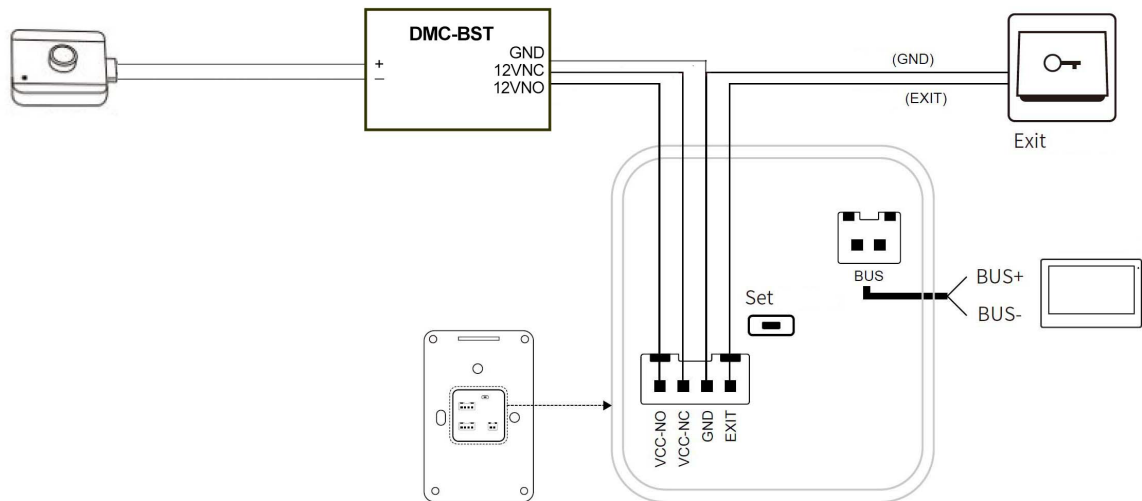 DMC-BST
+
GND
12VNC
–
12VNO
(GND)
(EXIT)
Exit
BUS
BUS+
BUS-
Set
VCC-NO
VCC-NC
GND
EXIT